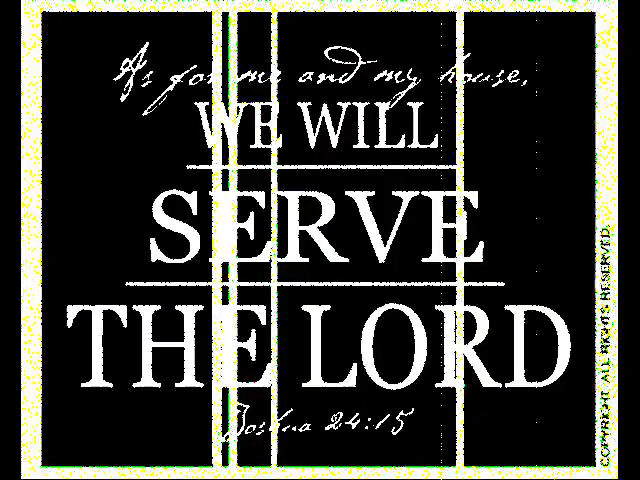 As for me and my house,
WE WILL
SERVE
THE LORD
Joshua 24:15
COPYRIGHT. ALL RIGHTS RESERVED.